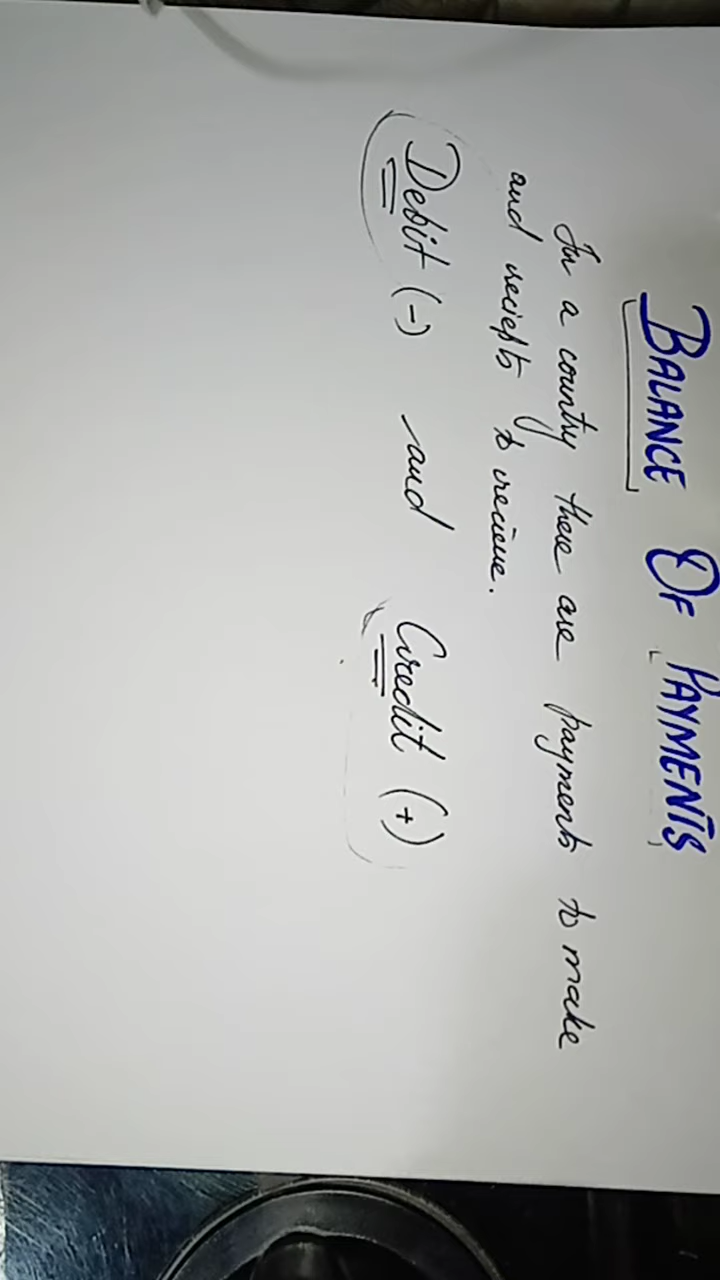 BALANCE OF PAYMENTS
In a country there are payments to make
and reciepts to recieve.
Debit (-) and Credit (+)